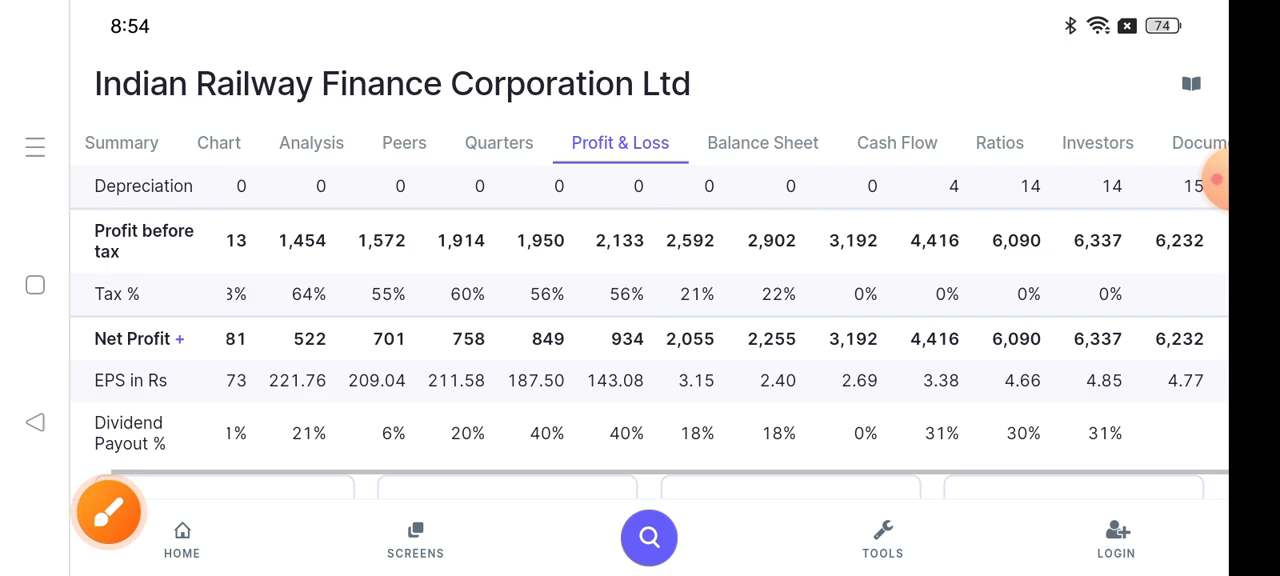 8:54
74
Indian Railway Finance Corporation Ltd
Summary Chart Analysis Peers Quarters Profit & Loss Balance Sheet Cash Flow Ratios Investors Docum
Depreciation 0 0 0 0 0 0 0 0 0 4 14 14 15
Profit before
tax 13 1,454 1,572 1,914 1,950 2,133 2,592 2,902 3,192 4,416 6,090 6,337 6,232
Tax % 3% 64% 55% 60% 56% 56% 21% 22% 0% 0% 0% 0%
Net Profit + 81 522 701 758 849 934 2,055 2,255 3,192 4,416 6,090 6,337 6,232
EPS in Rs 73 221.76 209.04 211.58 187.50 143.08 3.15 2.40 2.69 3.38 4.66 4.85 4.77
Dividend
Payout % 1% 21% 6% 20% 40% 40% 18% 18% 0% 31% 30% 31%
HOME SCREENS TOOLS LOGIN